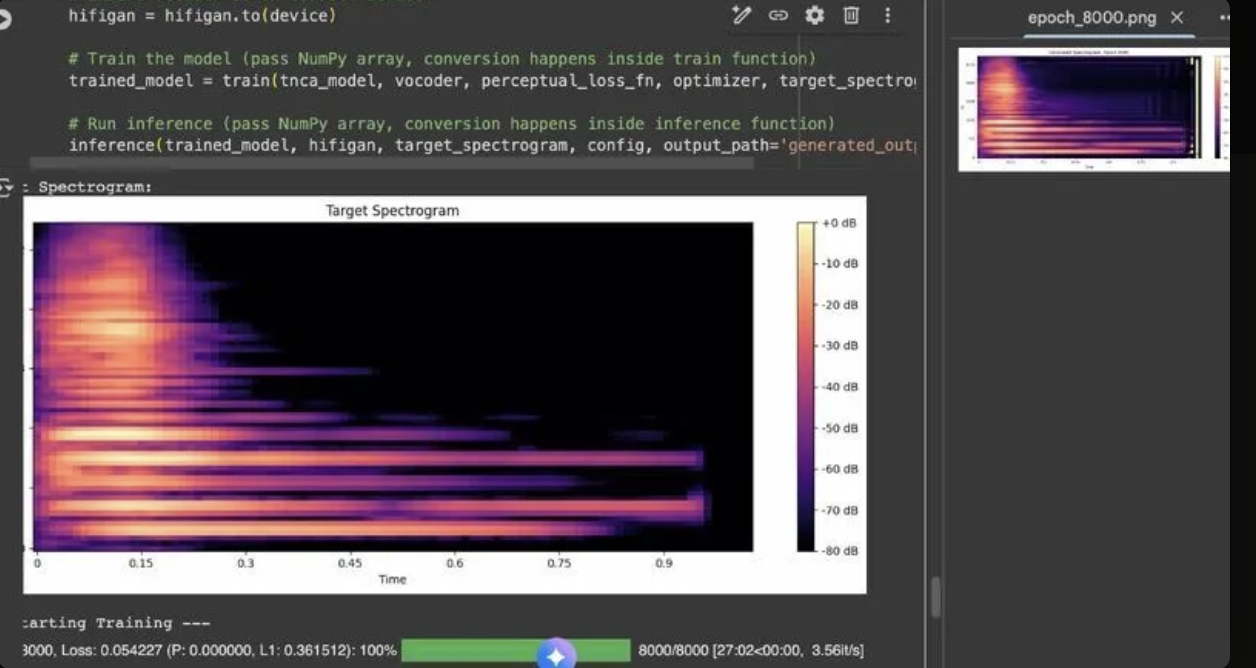 hifigan = hifigan.to(device)
# Train the model (pass NumPy array, conversion happens inside train function)
trained_model = train(tnca_model, vocoder, perceptual_loss_fn, optimizer, target_spectro
# Run inference (pass NumPy array, conversion happens inside inference function)
inference(trained_model, hifigan, target_spectrogram, config, output_path='generated_out
Spectrogram:
Target Spectrogram
+0 dB
-10 dB
-20 dB
-30 dB
-40 dB
-50 dB
-60 dB
-70 dB
-80 dB
0 0.15 0.3 0.45 0.6 0.75 0.9
Time
arting Training ---
000, Loss: 0.054227 (P: 0.000000, L1: 0.361512): 100% 8000/8000 [27:02<00:00, 3.56it/s]
epoch_8000.png